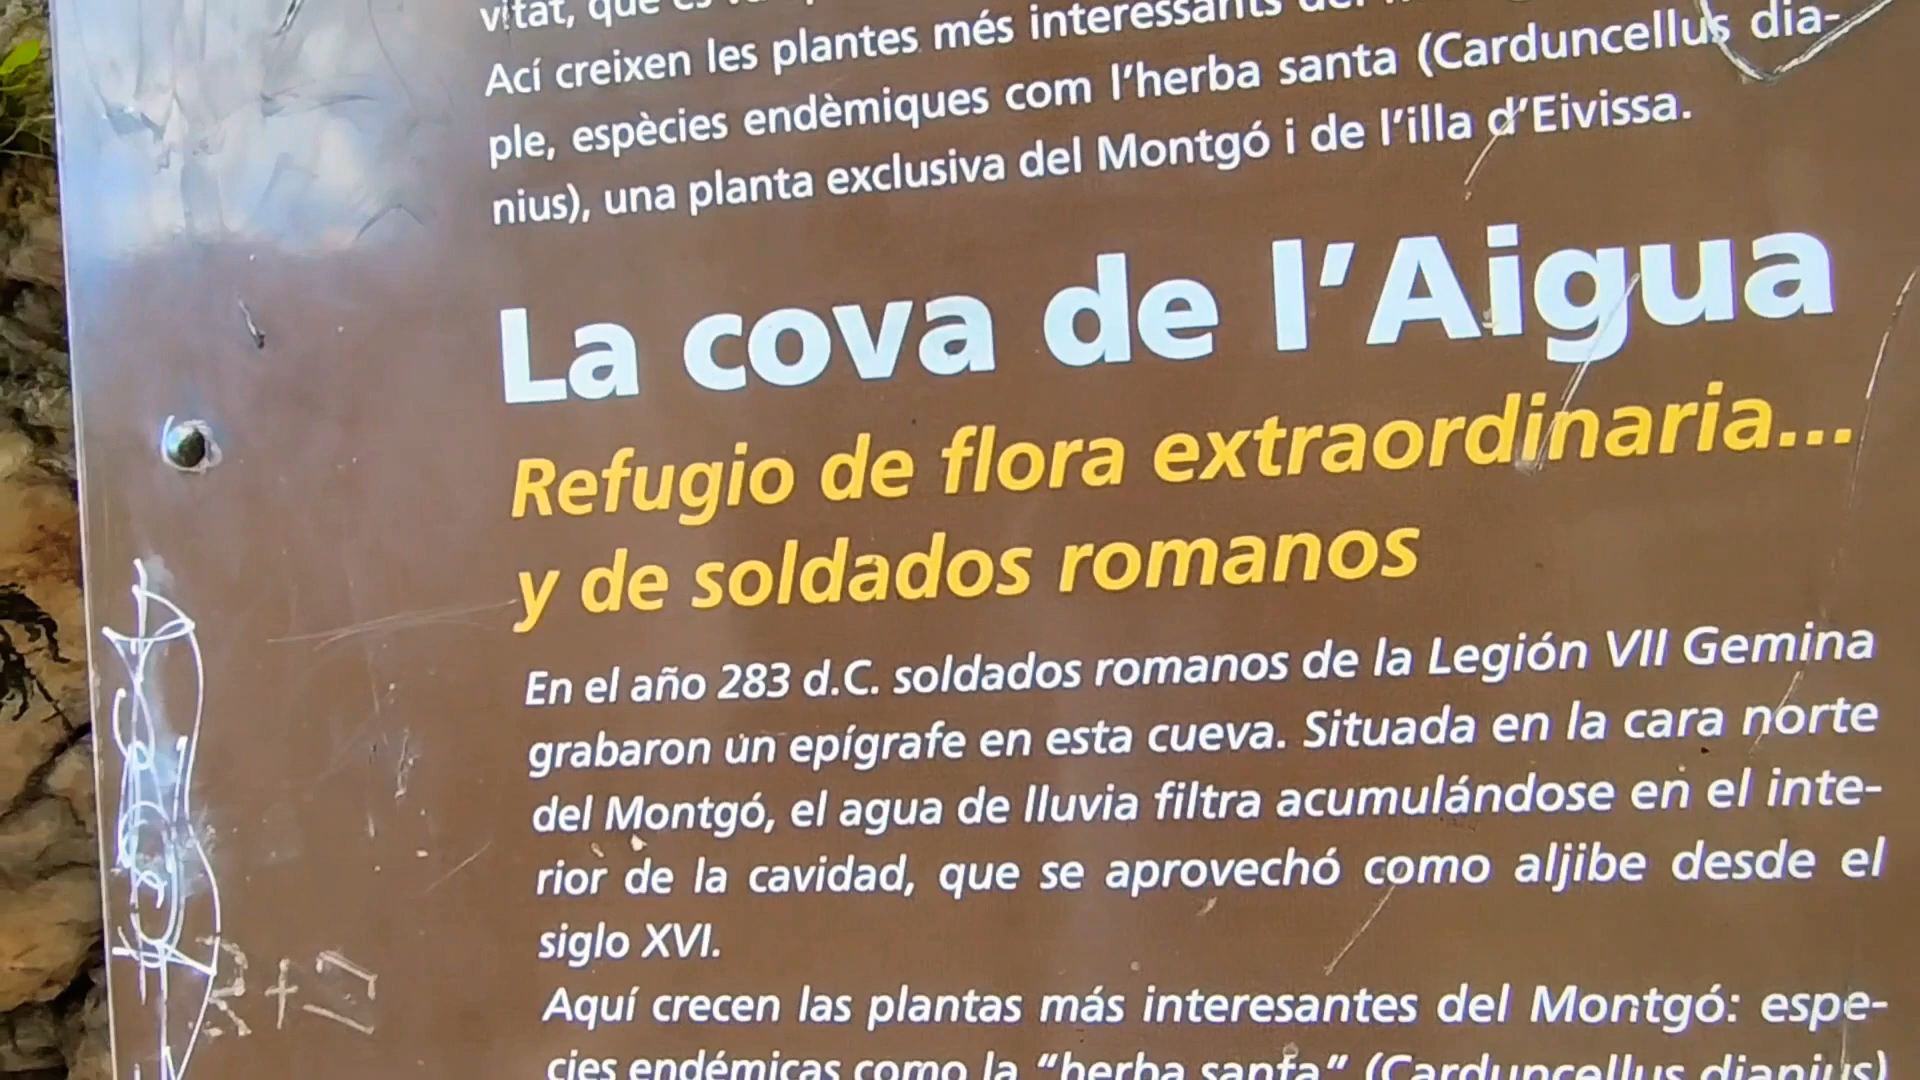 vitat, que
Ací creixen les plantes més interessants del
ple, espècies endèmiques com l'herba santa (Carduncellus dia-
nius), una planta exclusiva del Montgó i de l'illa d'Eivissa.
La cova de l'Aigua
Refugio de flora extraordinaria...
y de soldados romanos
En el año 283 d.C. soldados romanos de la Legión VII Gemina
grabaron un epígrafe en esta cueva. Situada en la cara norte
del Montgó, el agua de lluvia filtra acumulándose en el inte-
rior de la cavidad, que se aprovechó como aljibe desde el
siglo XVI.
Aquí crecen las plantas más interesantes del Montgó: espe-
cies endémicas como la "herba santa" (Carduncellus dianius)